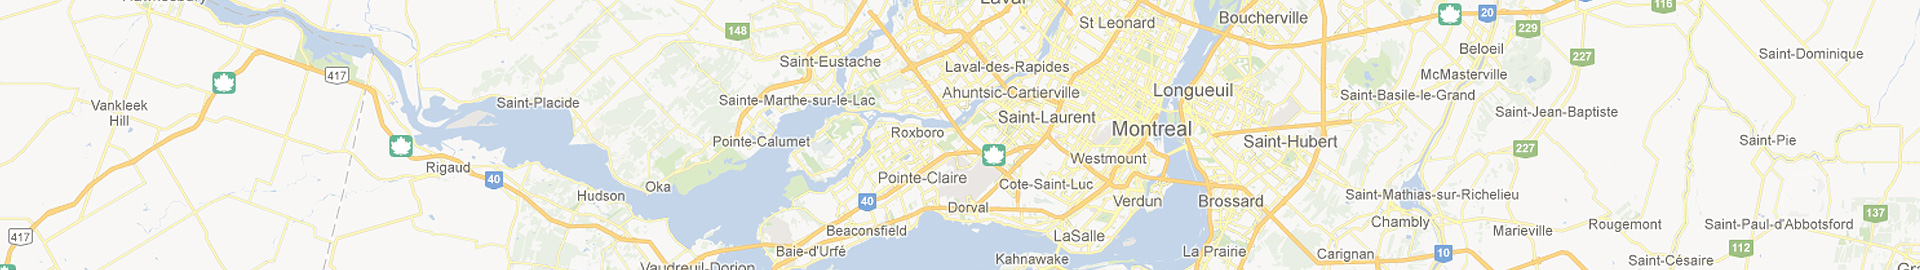 Hawkesbury
Laval
116
St Leonard
Boucherville
20
229
148
Beloeil
227
Saint-Dominique
Saint-Eustache
Laval-des-Rapides
417
McMasterville
Longueuil
Saint-Basile-le-Grand
Ahuntsic-Cartierville
Sainte-Marthe-sur-le-Lac
Vankleek
Hill
Saint-Placide
Saint-Jean-Baptiste
Saint-Laurent
Montreal
Roxboro
Pointe-Calumet
Saint-Hubert
Saint-Pie
227
Westmount
Rigaud
40
Pointe-Claire
Cote-Saint-Luc
Oka
Hudson
Saint-Mathias-sur-Richelieu
40
Verdun
Brossard
Dorval
137
Chambly
Rougemont
Saint-Paul-d'Abbotsford
Marieville
Beaconsfield
417
LaSalle
112
Baie-d'Urfé
La Prairie
Carignan
10
Kahnawake
Saint-Césaire
Vaudreuil-Dorion